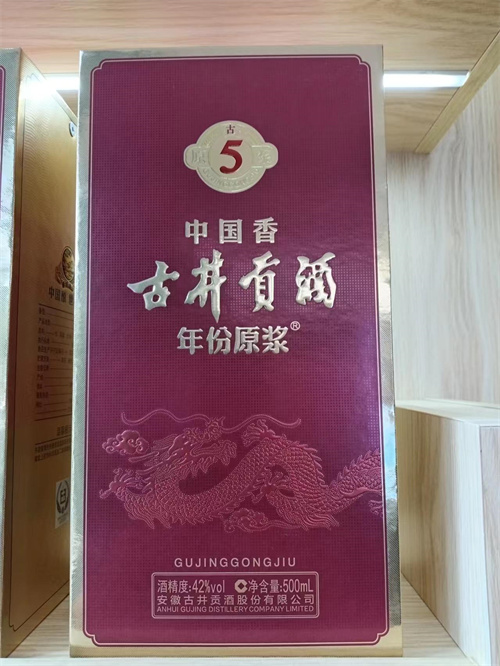 古
5
中国香
古井贡酒
年份原浆®
GUJINGGONGJIU
酒精度:42%vol 净含量:500mL
安徽古井贡酒股份有限公司
ANHUI GUJING DISTILLERY COMPANY LIMITED